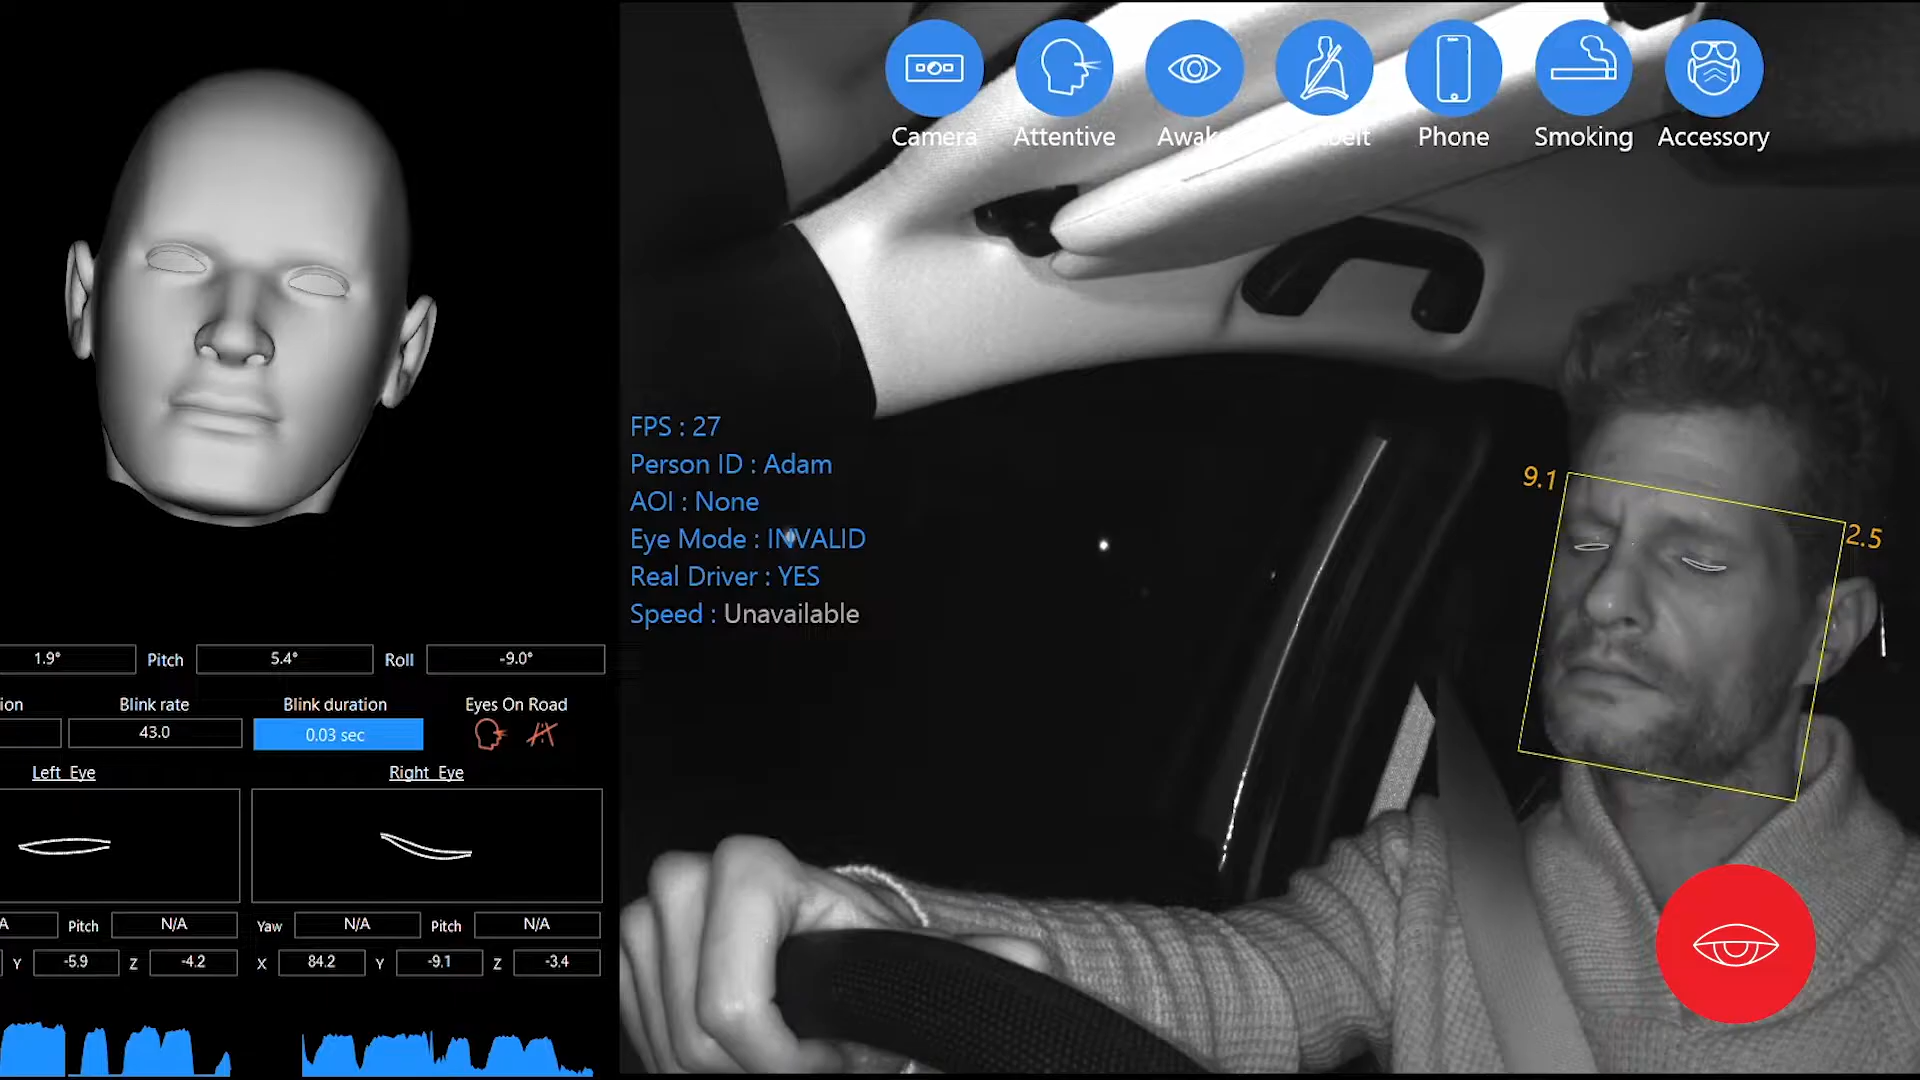 Camera Attentive Awake belt Phone Smoking Accessory
FPS : 27
Person ID : Adam
AOI : None
Eye Mode : INVALID
Real Driver : YES
Speed : Unavailable
9.1
2.5
1.9° Pitch 5.4° Roll -9.0°
ion Blink rate Blink duration Eyes On Road
43.0 0.03 sec
Left Eye Right Eye
A Pitch N/A Yaw N/A Pitch N/A
Y -5.9 Z -4.2 X 84.2 Y -9.1 Z -3.4